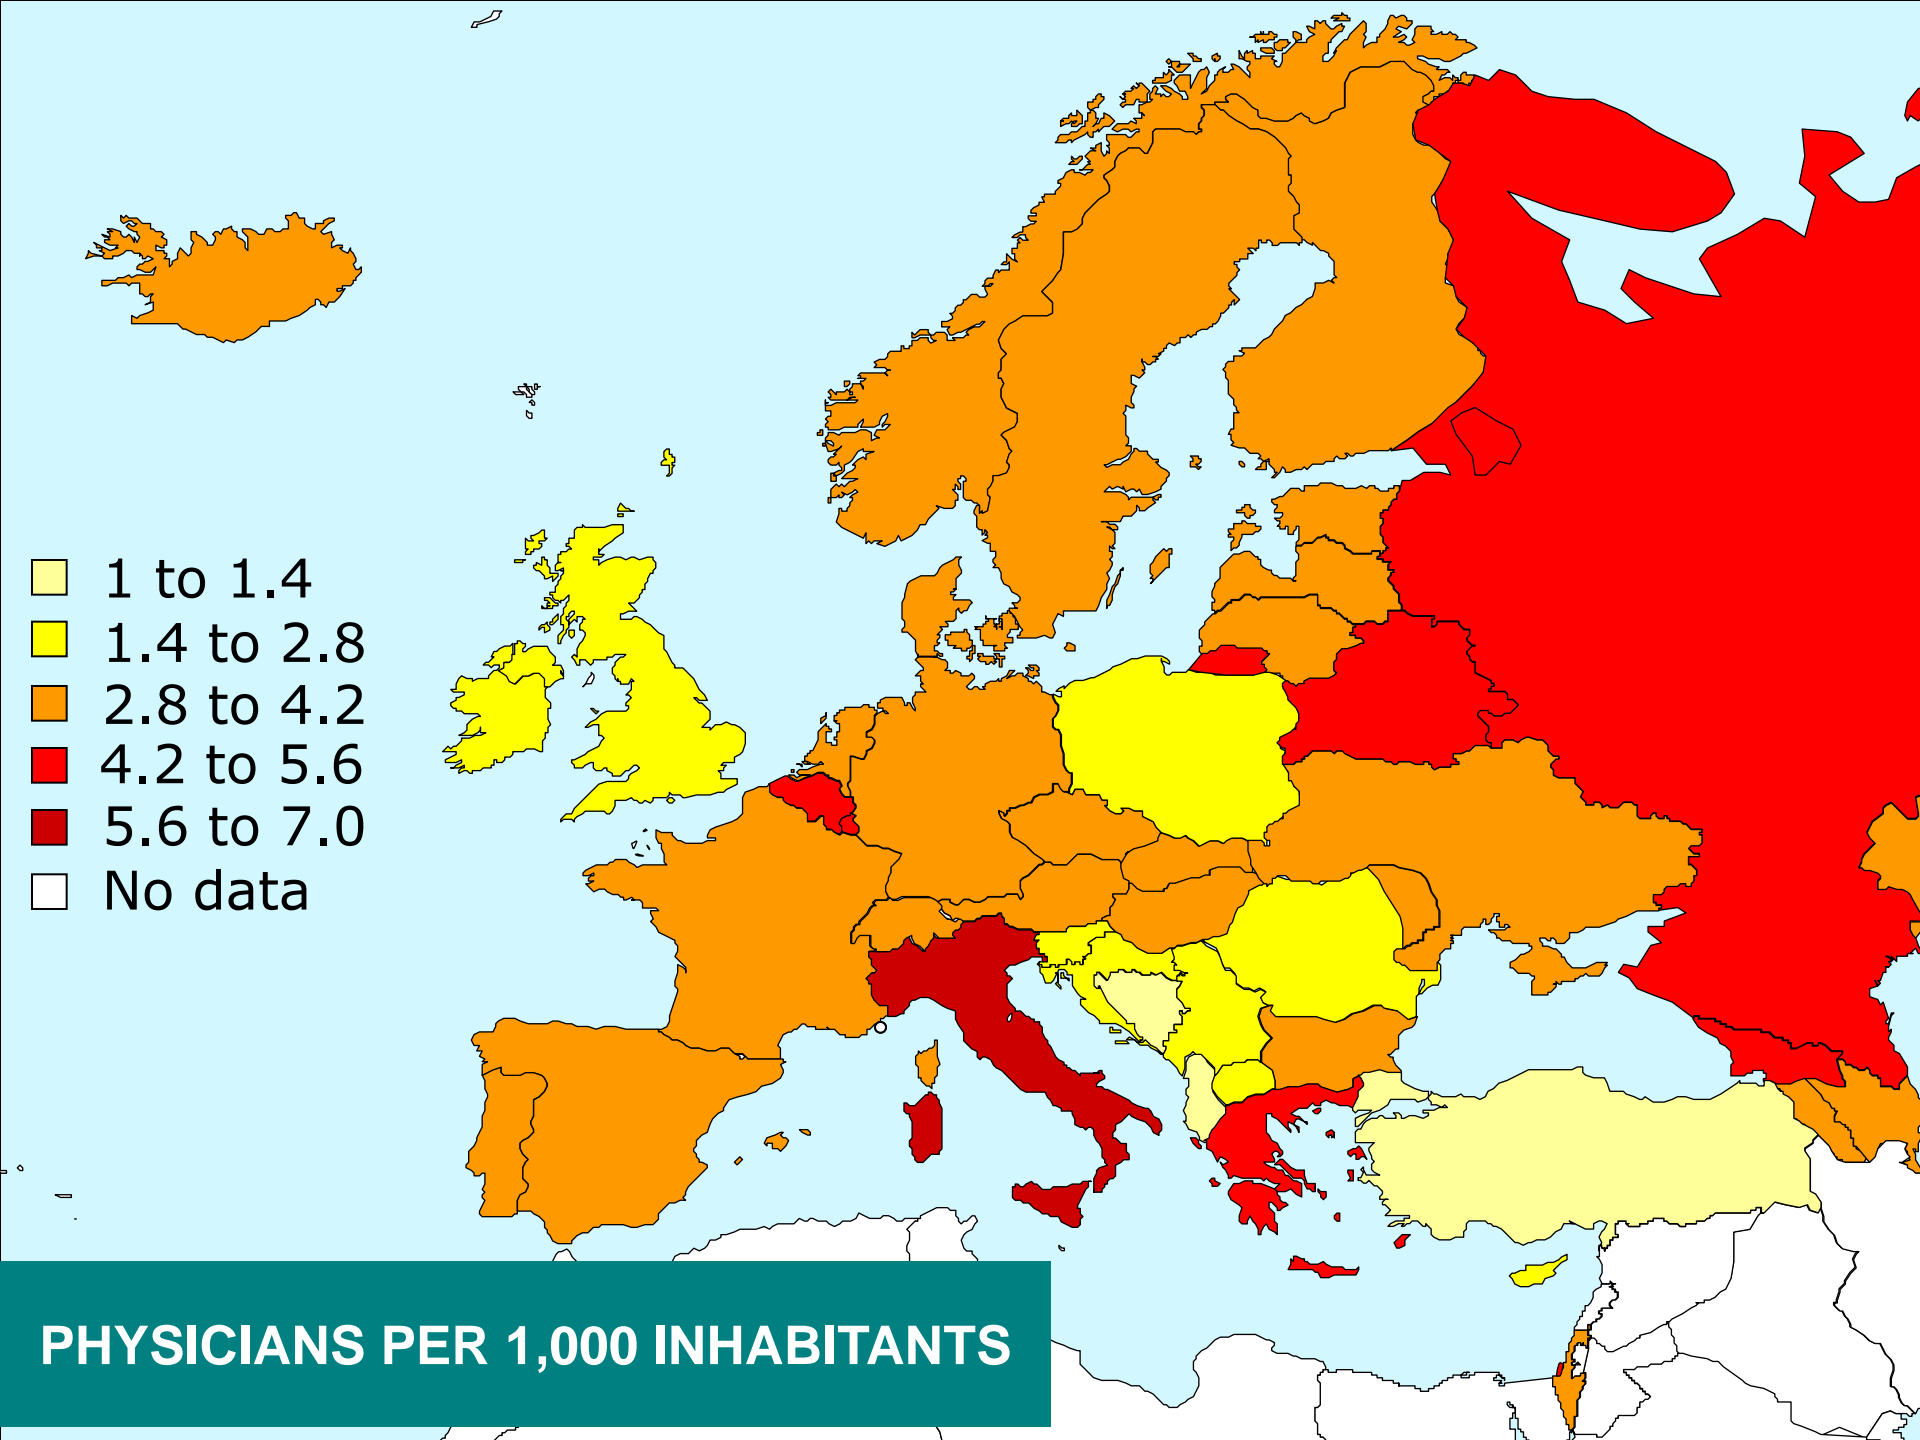 1 to 1.4
1.4 to 2.8
2.8 to 4.2
4.2 to 5.6
5.6 to 7.0
No data
PHYSICIANS PER 1,000 INHABITANTS